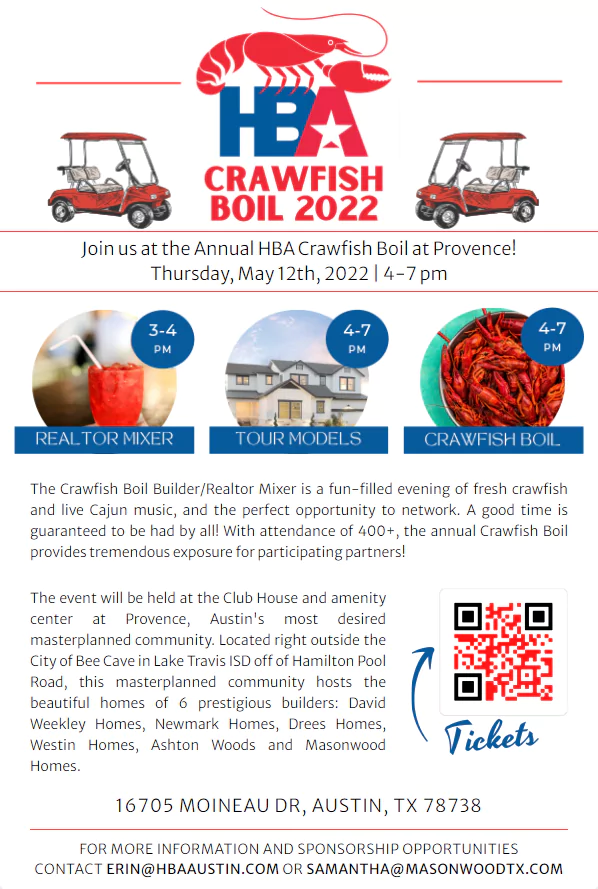 HBA
CRAWFISH
BOIL 2022
Join us at the Annual HBA Crawfish Boil at Provence!
Thursday, May 12th, 2022 | 4-7 pm
3-4
PM
REALTOR MIXER
4-7
PM
TOUR MODELS
4-7
PM
CRAWFISH BOIL
The Crawfish Boil Builder/Realtor Mixer is a fun-filled evening of fresh crawfish
and live Cajun music, and the perfect opportunity to network. A good time is
guaranteed to be had by all! With attendance of 400+, the annual Crawfish Boil
provides tremendous exposure for participating partners!
The event will be held at the Club House and amenity
center at Provence, Austin's most desired
masterplanned community. Located right outside the
City of Bee Cave in Lake Travis ISD off of Hamilton Pool
Road, this masterplanned community hosts the
beautiful homes of 6 prestigious builders: David
Weekley Homes, Newmark Homes, Drees Homes,
Westin Homes, Ashton Woods and Masonwood
Homes.
Tickets
16705 MOINEAU DR, AUSTIN, TX 78738
FOR MORE INFORMATION AND SPONSORSHIP OPPORTUNITIES
CONTACT ERIN@HBAAUSTIN.COM OR SAMANTHA@MASONWOODTX.COM